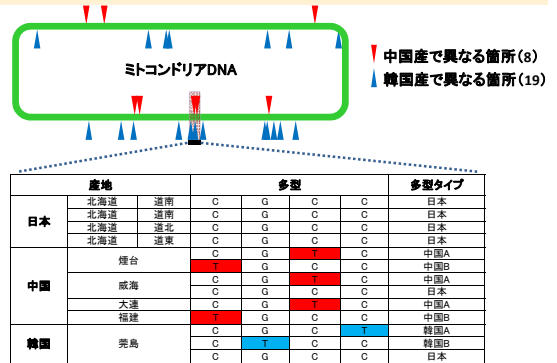 ミトコンドリアDNA
中国産で異なる箇所(8)
韓国産で異なる箇所(19)
産地 多型 多型タイプ
日本 北海道 道南 C G C C 日本
北海道 道南 C G C C 日本
北海道 道北 C G C C 日本
北海道 道東 C G C C 日本
中国 煙台 C G T C 中国A
T G C C 中国B
威海 C G T C 中国A
C G C C 日本
大連 C G T C 中国A
福建 T G C C 中国B
韓国 莞島 C G C T 韓国A
C T C C 韓国B
C G C C 日本